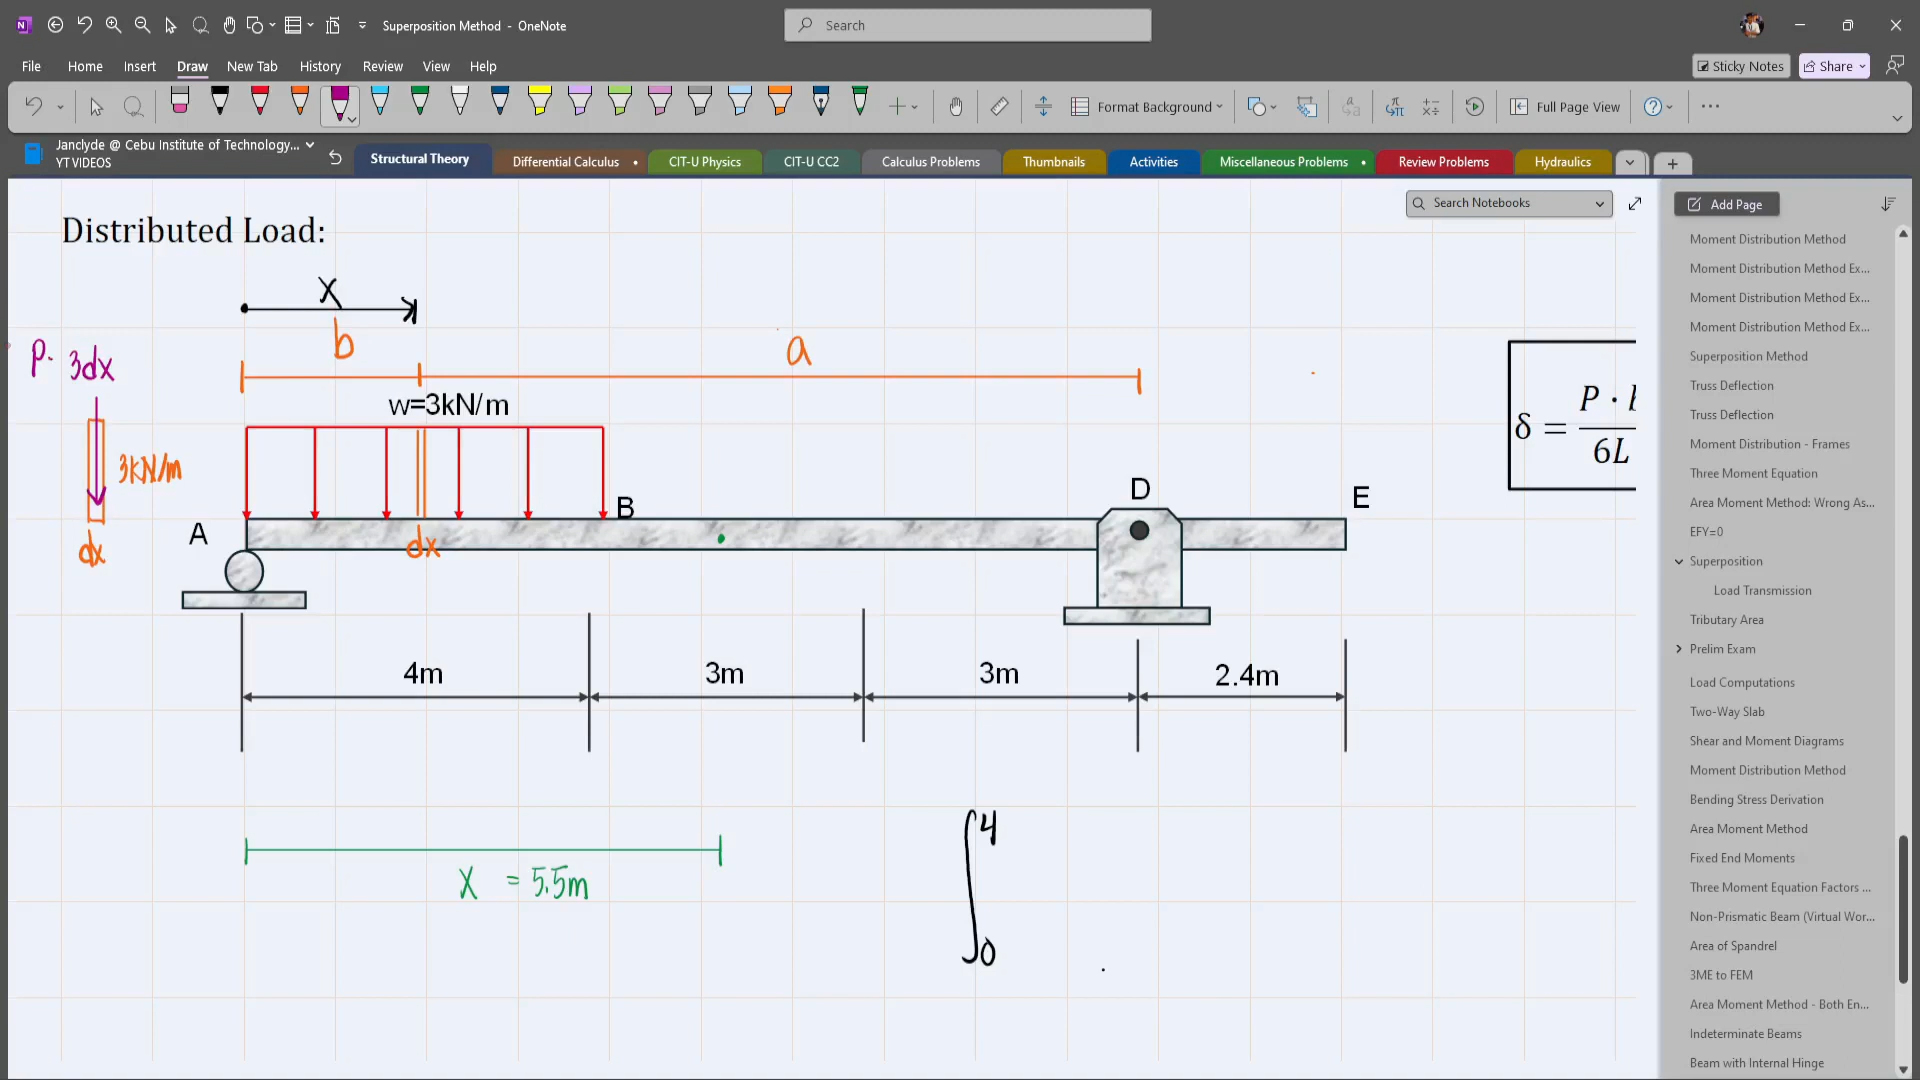 Superposition Method - OneNote
Search
File Home Insert Draw New Tab History Review View Help
Sticky Notes Share
Format Background Full Page View
Janclyde @ Cebu Institute of Technology...
YT VIDEOS
Structural Theory Differential Calculus CIT-U Physics CIT-U CC2 Calculus Problems Thumbnails Activities Miscellaneous Problems Review Problems Hydraulics
Search Notebooks
Add Page
Distributed Load:
X
b
a
P. 3dx
w=3kN/m
3kN/m
dx
A
B
D
E
dx
4m 3m 3m 2.4m
X = 5.5m
∫ 4
0
P ·
δ =
6L
Moment Distribution Method
Moment Distribution Method Ex...
Moment Distribution Method Ex...
Moment Distribution Method Ex...
Superposition Method
Truss Deflection
Truss Deflection
Moment Distribution - Frames
Three Moment Equation
Area Moment Method: Wrong As...
EFY=0
Superposition
Load Transmission
Tributary Area
Prelim Exam
Load Computations
Two-Way Slab
Shear and Moment Diagrams
Moment Distribution Method
Bending Stress Derivation
Area Moment Method
Fixed End Moments
Three Moment Equation Factors ...
Non-Prismatic Beam (Virtual Wor...
Area of Spandrel
3ME to FEM
Area Moment Method - Both En...
Indeterminate Beams
Beam with Internal Hinge